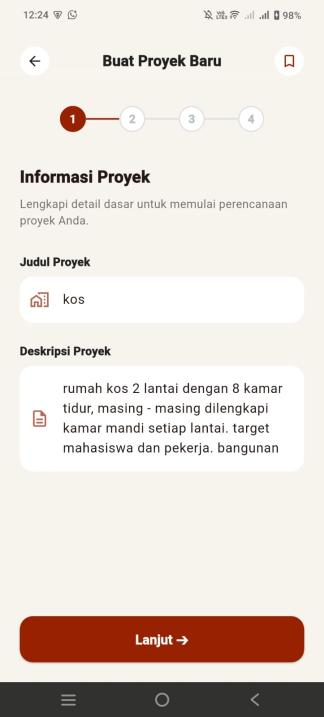 12:24
98%
Buat Proyek Baru
1 2 3 4
Informasi Proyek
Lengkapi detail dasar untuk memulai perencanaan
proyek Anda.
Judul Proyek
kos
Deskripsi Proyek
rumah kos 2 lantai dengan 8 kamar
tidur, masing - masing dilengkapi
kamar mandi setiap lantai. target
mahasiswa dan pekerja. bangunan
Lanjut →